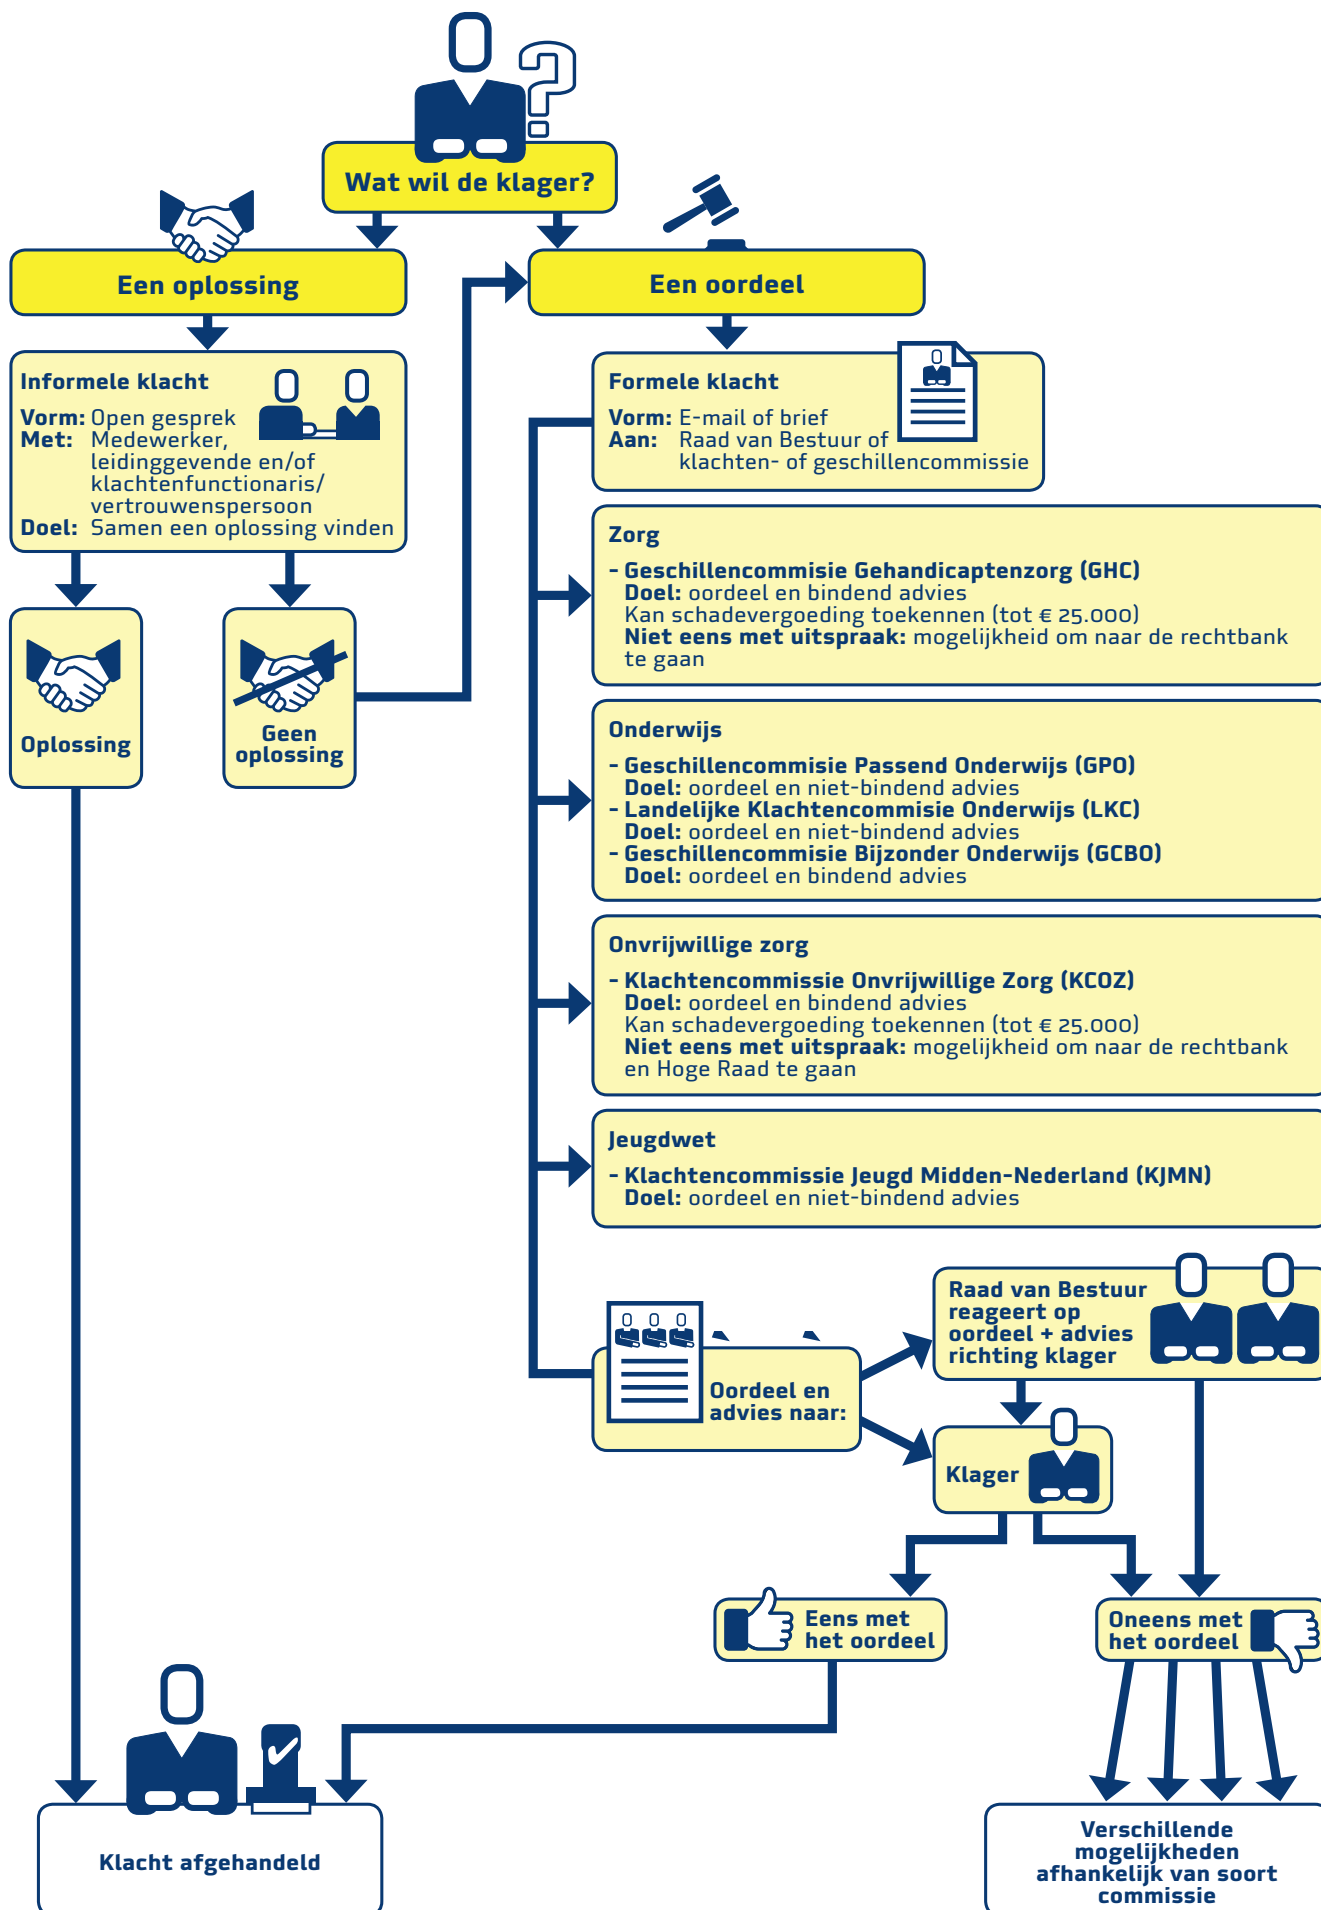 Wat wil de klager?
Een oplossing
Een oordeel
Informele klacht
Vorm: Open gesprek
Met: Medewerker,
leidinggevende en/of
klachtenfunctionaris/
vertrouwenspersoon
Doel: Samen een oplossing vinden
Oplossing
Geen
oplossing
Formele klacht
Vorm: E-mail of brief
Aan: Raad van Bestuur of
klachten- of geschillencommissie
Zorg
- Geschillencommisie Gehandicaptenzorg (GHC)
Doel: oordeel en bindend advies
Kan schadevergoeding toekennen (tot € 25.000)
Niet eens met uitspraak: mogelijkheid om naar de rechtbank
te gaan
Onderwijs
- Geschillencommisie Passend Onderwijs (GPO)
Doel: oordeel en niet-bindend advies
- Landelijke Klachtencommisie Onderwijs (LKC)
Doel: oordeel en niet-bindend advies
- Geschillencommisie Bijzonder Onderwijs (GCBO)
Doel: oordeel en bindend advies
Onvrijwillige zorg
- Klachtencommissie Onvrijwillige Zorg (KCOZ)
Doel: oordeel en bindend advies
Kan schadevergoeding toekennen (tot € 25.000)
Niet eens met uitspraak: mogelijkheid om naar de rechtbank
en Hoge Raad te gaan
Jeugdwet
- Klachtencommissie Jeugd Midden-Nederland (KJMN)
Doel: oordeel en niet-bindend advies
Oordeel en
advies naar:
Raad van Bestuur
reageert op
oordeel + advies
richting klager
Klager
Eens met
het oordeel
Oneens met
het oordeel
Klacht afgehandeld
Verschillende
mogelijkheden
afhankelijk van soort
commissie